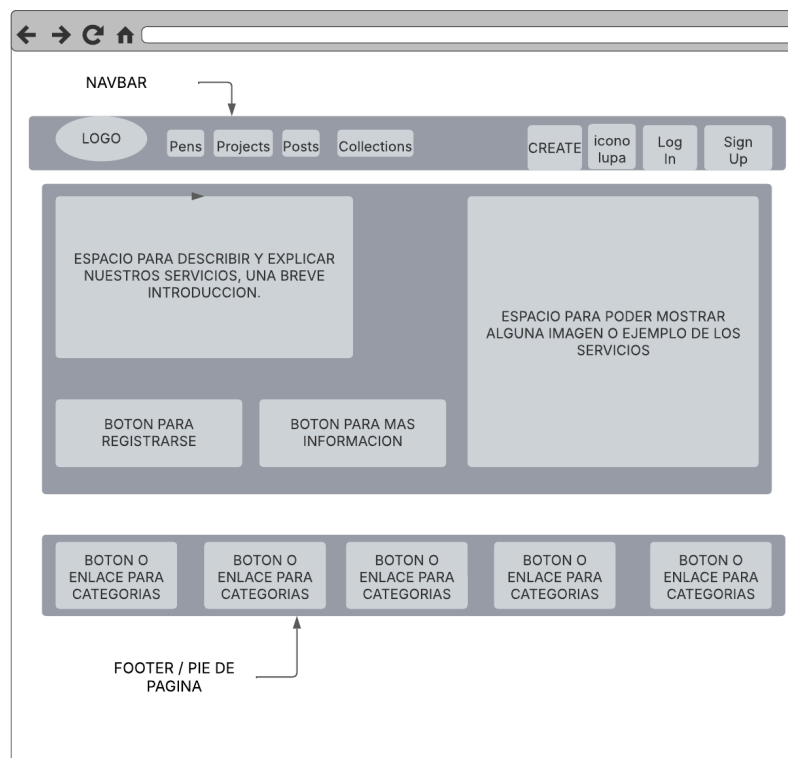 NAVBAR
LOGO
Pens
Projects
Posts
Collections
CREATE
icono
lupa
Log
In
Sign
Up
ESPACIO PARA DESCRIBIR Y EXPLICAR
NUESTROS SERVICIOS, UNA BREVE
INTRODUCCION.
ESPACIO PARA PODER MOSTRAR
ALGUNA IMAGEN O EJEMPLO DE LOS
SERVICIOS
BOTON PARA
REGISTRARSE
BOTON PARA MAS
INFORMACION
BOTON O
ENLACE PARA
CATEGORIAS
BOTON O
ENLACE PARA
CATEGORIAS
BOTON O
ENLACE PARA
CATEGORIAS
BOTON O
ENLACE PARA
CATEGORIAS
BOTON O
ENLACE PARA
CATEGORIAS
FOOTER / PIE DE
PAGINA